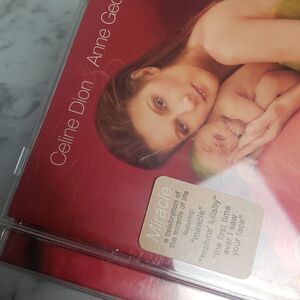 Celine Dion Anne Ged
Miracle
a celebration of
the miracle of life
featuring:
"miracle"
"brahms' lullaby"
"the first time
ever i saw
your face"